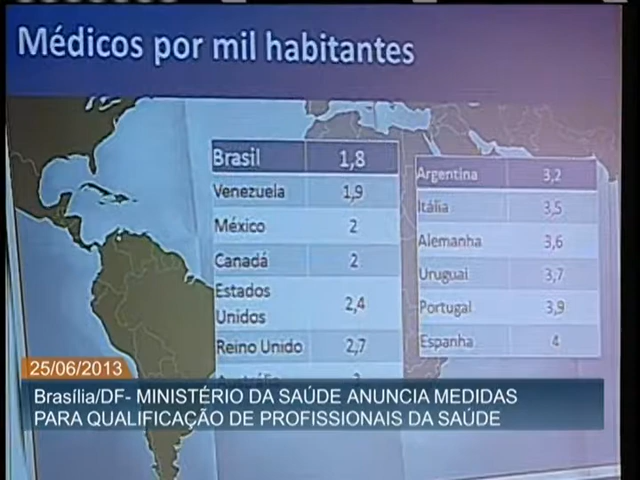 Médicos por mil habitantes
Brasil 1,8
Venezuela 1,9
México 2
Canadá 2
Estados
Unidos 2,4
Reino Unido 2,7
Austrália 3
Argentina 3,2
Itália 3,5
Alemanha 3,6
Uruguai 3,7
Portugal 3,9
Espanha 4
25/06/2013
Brasília/DF- MINISTÉRIO DA SAÚDE ANUNCIA MEDIDAS
PARA QUALIFICAÇÃO DE PROFISSIONAIS DA SAÚDE